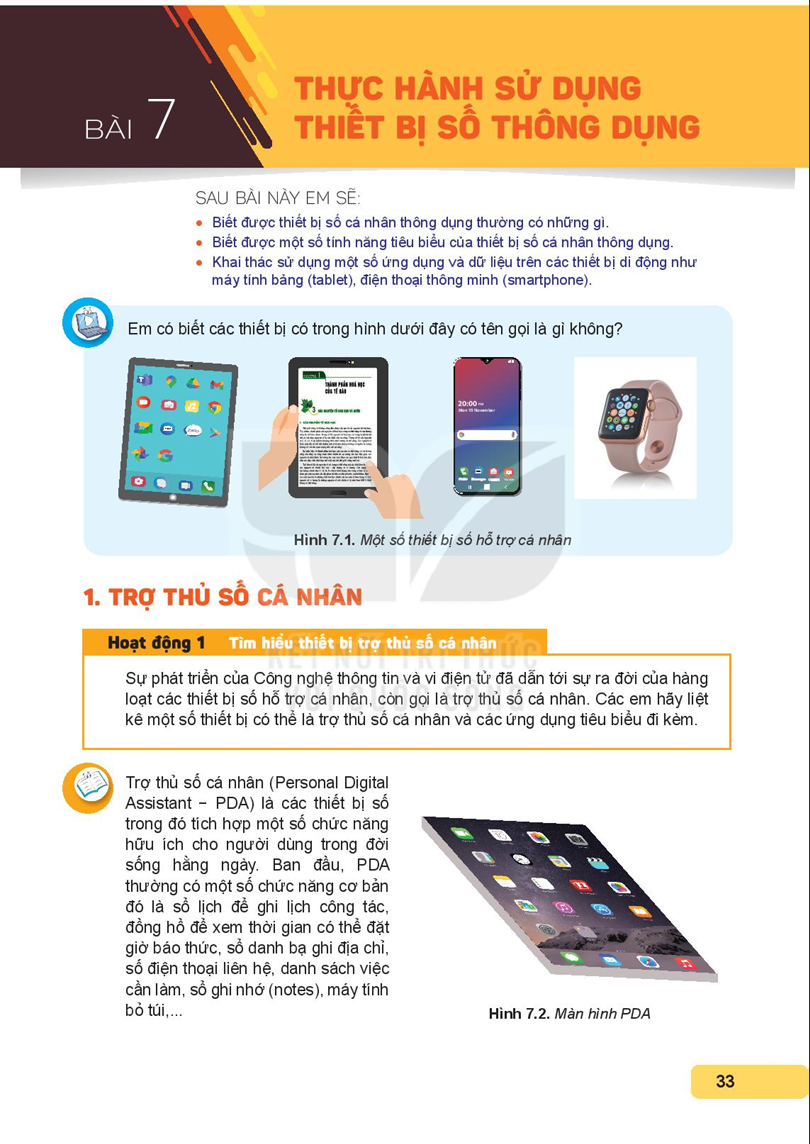 BÀI 7
THỰC HÀNH SỬ DỤNG
THIẾT BỊ SỐ THÔNG DỤNG
SAU BÀI NÀY EM SẼ:
• Biết được thiết bị số cá nhân thông dụng thường có những gì.
• Biết được một số tính năng tiêu biểu của thiết bị số cá nhân thông dụng.
• Khai thác sử dụng một số ứng dụng và dữ liệu trên các thiết bị di động như
máy tính bảng (tablet), điện thoại thông minh (smartphone).
Em có biết các thiết bị có trong hình dưới đây có tên gọi là gì không?
THÀNH PHẦN HOÁ HỌC
CỦA TẾ BÀO
20:00
Hình 7.1. Một số thiết bị số hỗ trợ cá nhân
1. TRỢ THỦ SỐ CÁ NHÂN
Hoạt động 1 Tìm hiểu thiết bị trợ thủ số cá nhân
KẾT NỐI TRI THỨC
VỚI CUỘC SỐNG
Sự phát triển của Công nghệ thông tin và vi điện tử đã dẫn tới sự ra đời của hàng
loạt các thiết bị số hỗ trợ cá nhân, còn gọi là trợ thủ số cá nhân. Các em hãy liệt
kê một số thiết bị có thể là trợ thủ số cá nhân và các ứng dụng tiêu biểu đi kèm.
Trợ thủ số cá nhân (Personal Digital
Assistant – PDA) là các thiết bị số
trong đó tích hợp một số chức năng
hữu ích cho người dùng trong đời
sống hằng ngày. Ban đầu, PDA
thường có một số chức năng cơ bản
đó là sổ lịch để ghi lịch công tác,
đồng hồ để xem thời gian có thể đặt
giờ báo thức, sổ danh bạ ghi địa chỉ,
số điện thoại liên hệ, danh sách việc
cần làm, sổ ghi nhớ (notes), máy tính
bỏ túi,...
Hình 7.2. Màn hình PDA
33